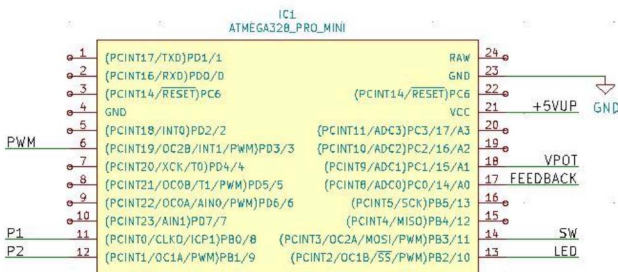 IC1
ATMEGA328_PRO_MINI
1 (PCINT17/TXD)PD1/1 RAW 24
2 (PCINT16/RXD)PD0/0 GND 23
3 (PCINT14/RESET)PC6 (PCINT14/RESET)PC6 22 GND
4 GND VCC 21 +5VUP
5 (PCINT18/INT0)PD2/2 (PCINT11/ADC3)PC3/17/A3 20
PWM 6 (PCINT19/OC2B/INT1/PWM)PD3/3 (PCINT10/ADC2)PC2/16/A2 19
7 (PCINT20/XCK/T0)PD4/4 (PCINT9/ADC1)PC1/15/A1 18 VPOT
8 (PCINT21/OC0B/T1/PWM)PD5/5 (PCINT8/ADC0)PC0/14/A0 17 FEEDBACK
9 (PCINT22/OC0A/AIN0/PWM)PD6/6 (PCINT5/SCK)PB5/13 16
10 (PCINT23/AIN1)PD7/7 (PCINT4/MISO)PB4/12 15
P1 11 (PCINT0/CLKO/ICP1)PB0/8 (PCINT3/OC2A/MOSI/PWM)PB3/11 14 SW
P2 12 (PCINT1/OC1A/PWM)PB1/9 (PCINT2/OC1B/SS/PWM)PB2/10 13 LED